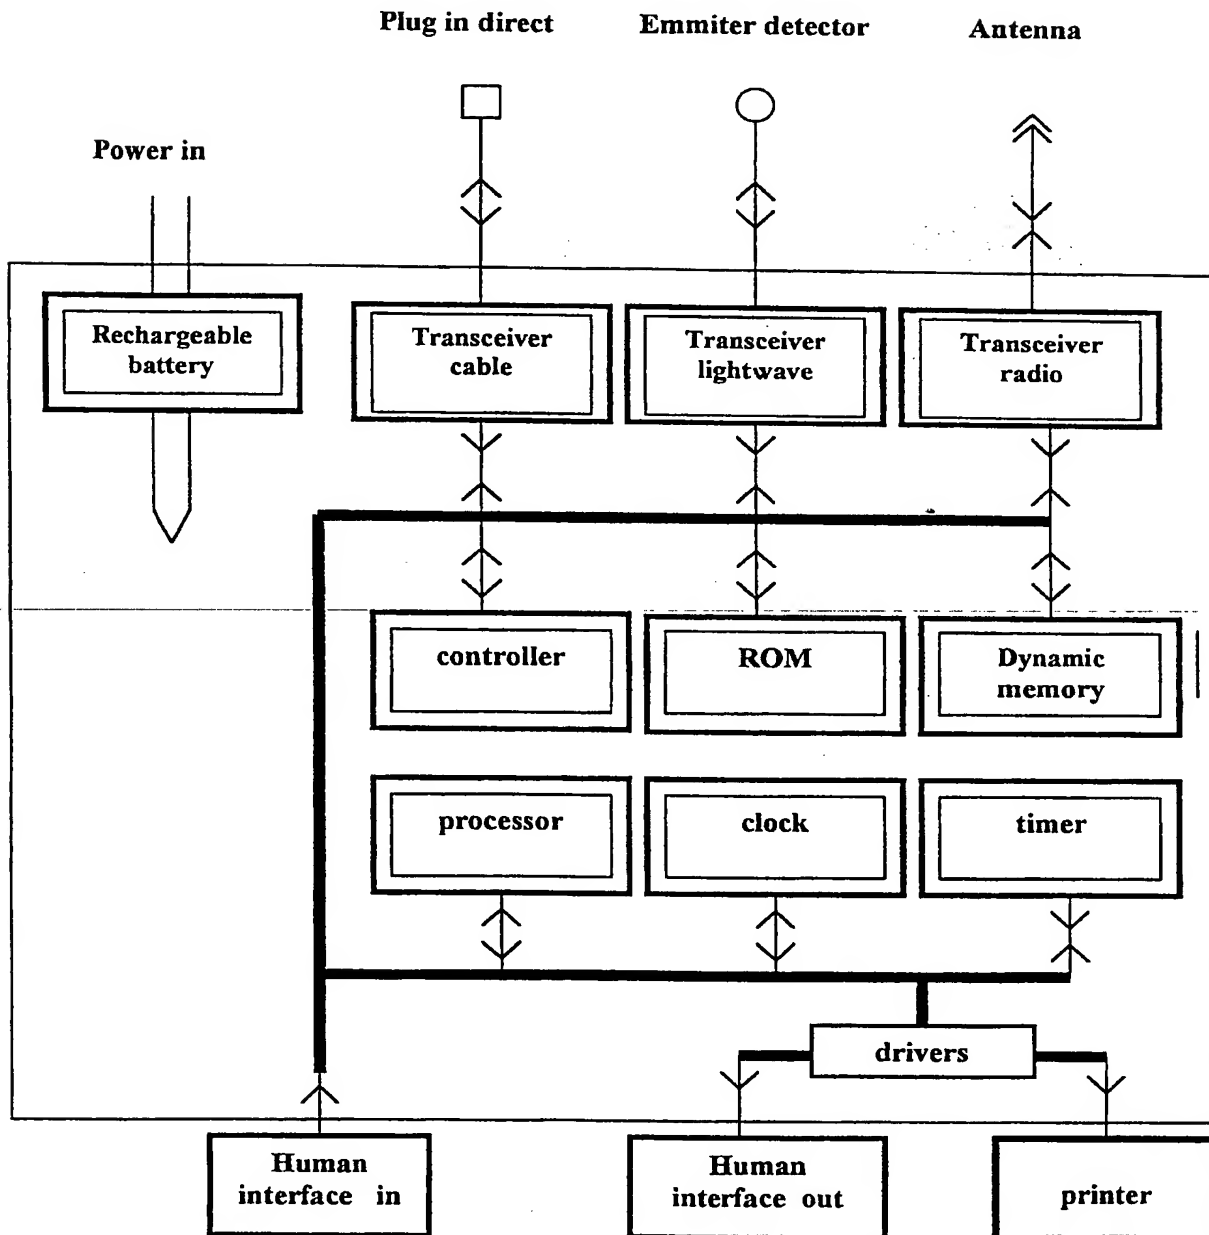 Plug in direct
Emmiter detector
Antenna
Power in
Rechargeable
battery
Transceiver
cable
Transceiver
lightwave
Transceiver
radio
controller
ROM
Dynamic
memory
processor
clock
timer
drivers
Human
interface in
Human
interface out
printer